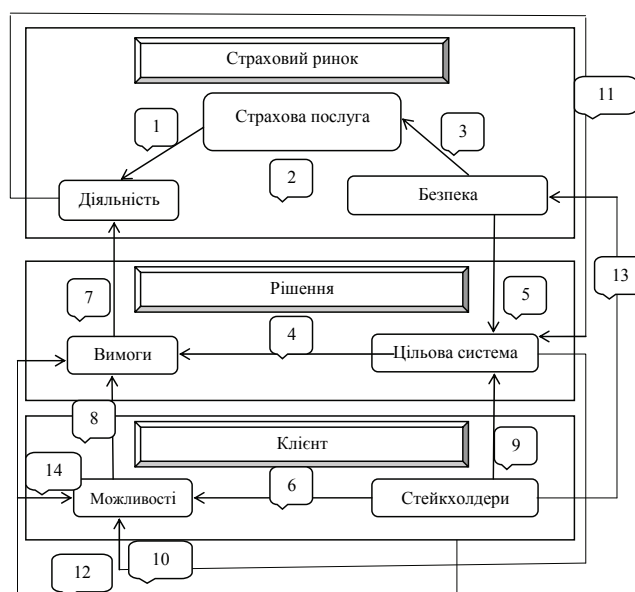 Страховий ринок
11
1
Страхова послуга
3
2
Діяльність
Безпека
13
7
Рішення
5
4
Вимоги
Цільова система
8
Клієнт
9
14
6
Можливості
Стейкхолдери
12
10